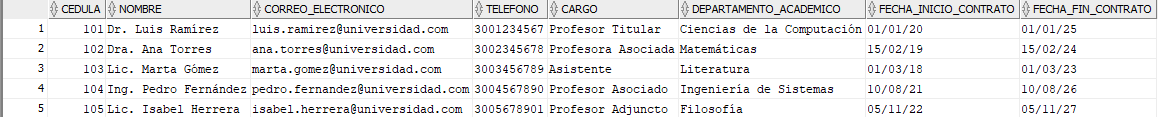 CEDULA NOMBRE CORREO_ELECTRONICO TELEFONO CARGO DEPARTAMENTO_ACADEMICO FECHA_INICIO_CONTRATO FECHA_FIN_CONTRATO
1 101 Dr. Luis Ramírez luis.ramirez@universidad.com 3001234567 Profesor Titular Ciencias de la Computación 01/01/20 01/01/25
2 102 Dra. Ana Torres ana.torres@universidad.com 3002345678 Profesora Asociada Matemáticas 15/02/19 15/02/24
3 103 Lic. Marta Gómez marta.gomez@universidad.com 3003456789 Asistente Literatura 01/03/18 01/03/23
4 104 Ing. Pedro Fernández pedro.fernandez@universidad.com 3004567890 Profesor Asociado Ingeniería de Sistemas 10/08/21 10/08/26
5 105 Lic. Isabel Herrera isabel.herrera@universidad.com 3005678901 Profesor Adjuncto Filosofía 05/11/22 05/11/27